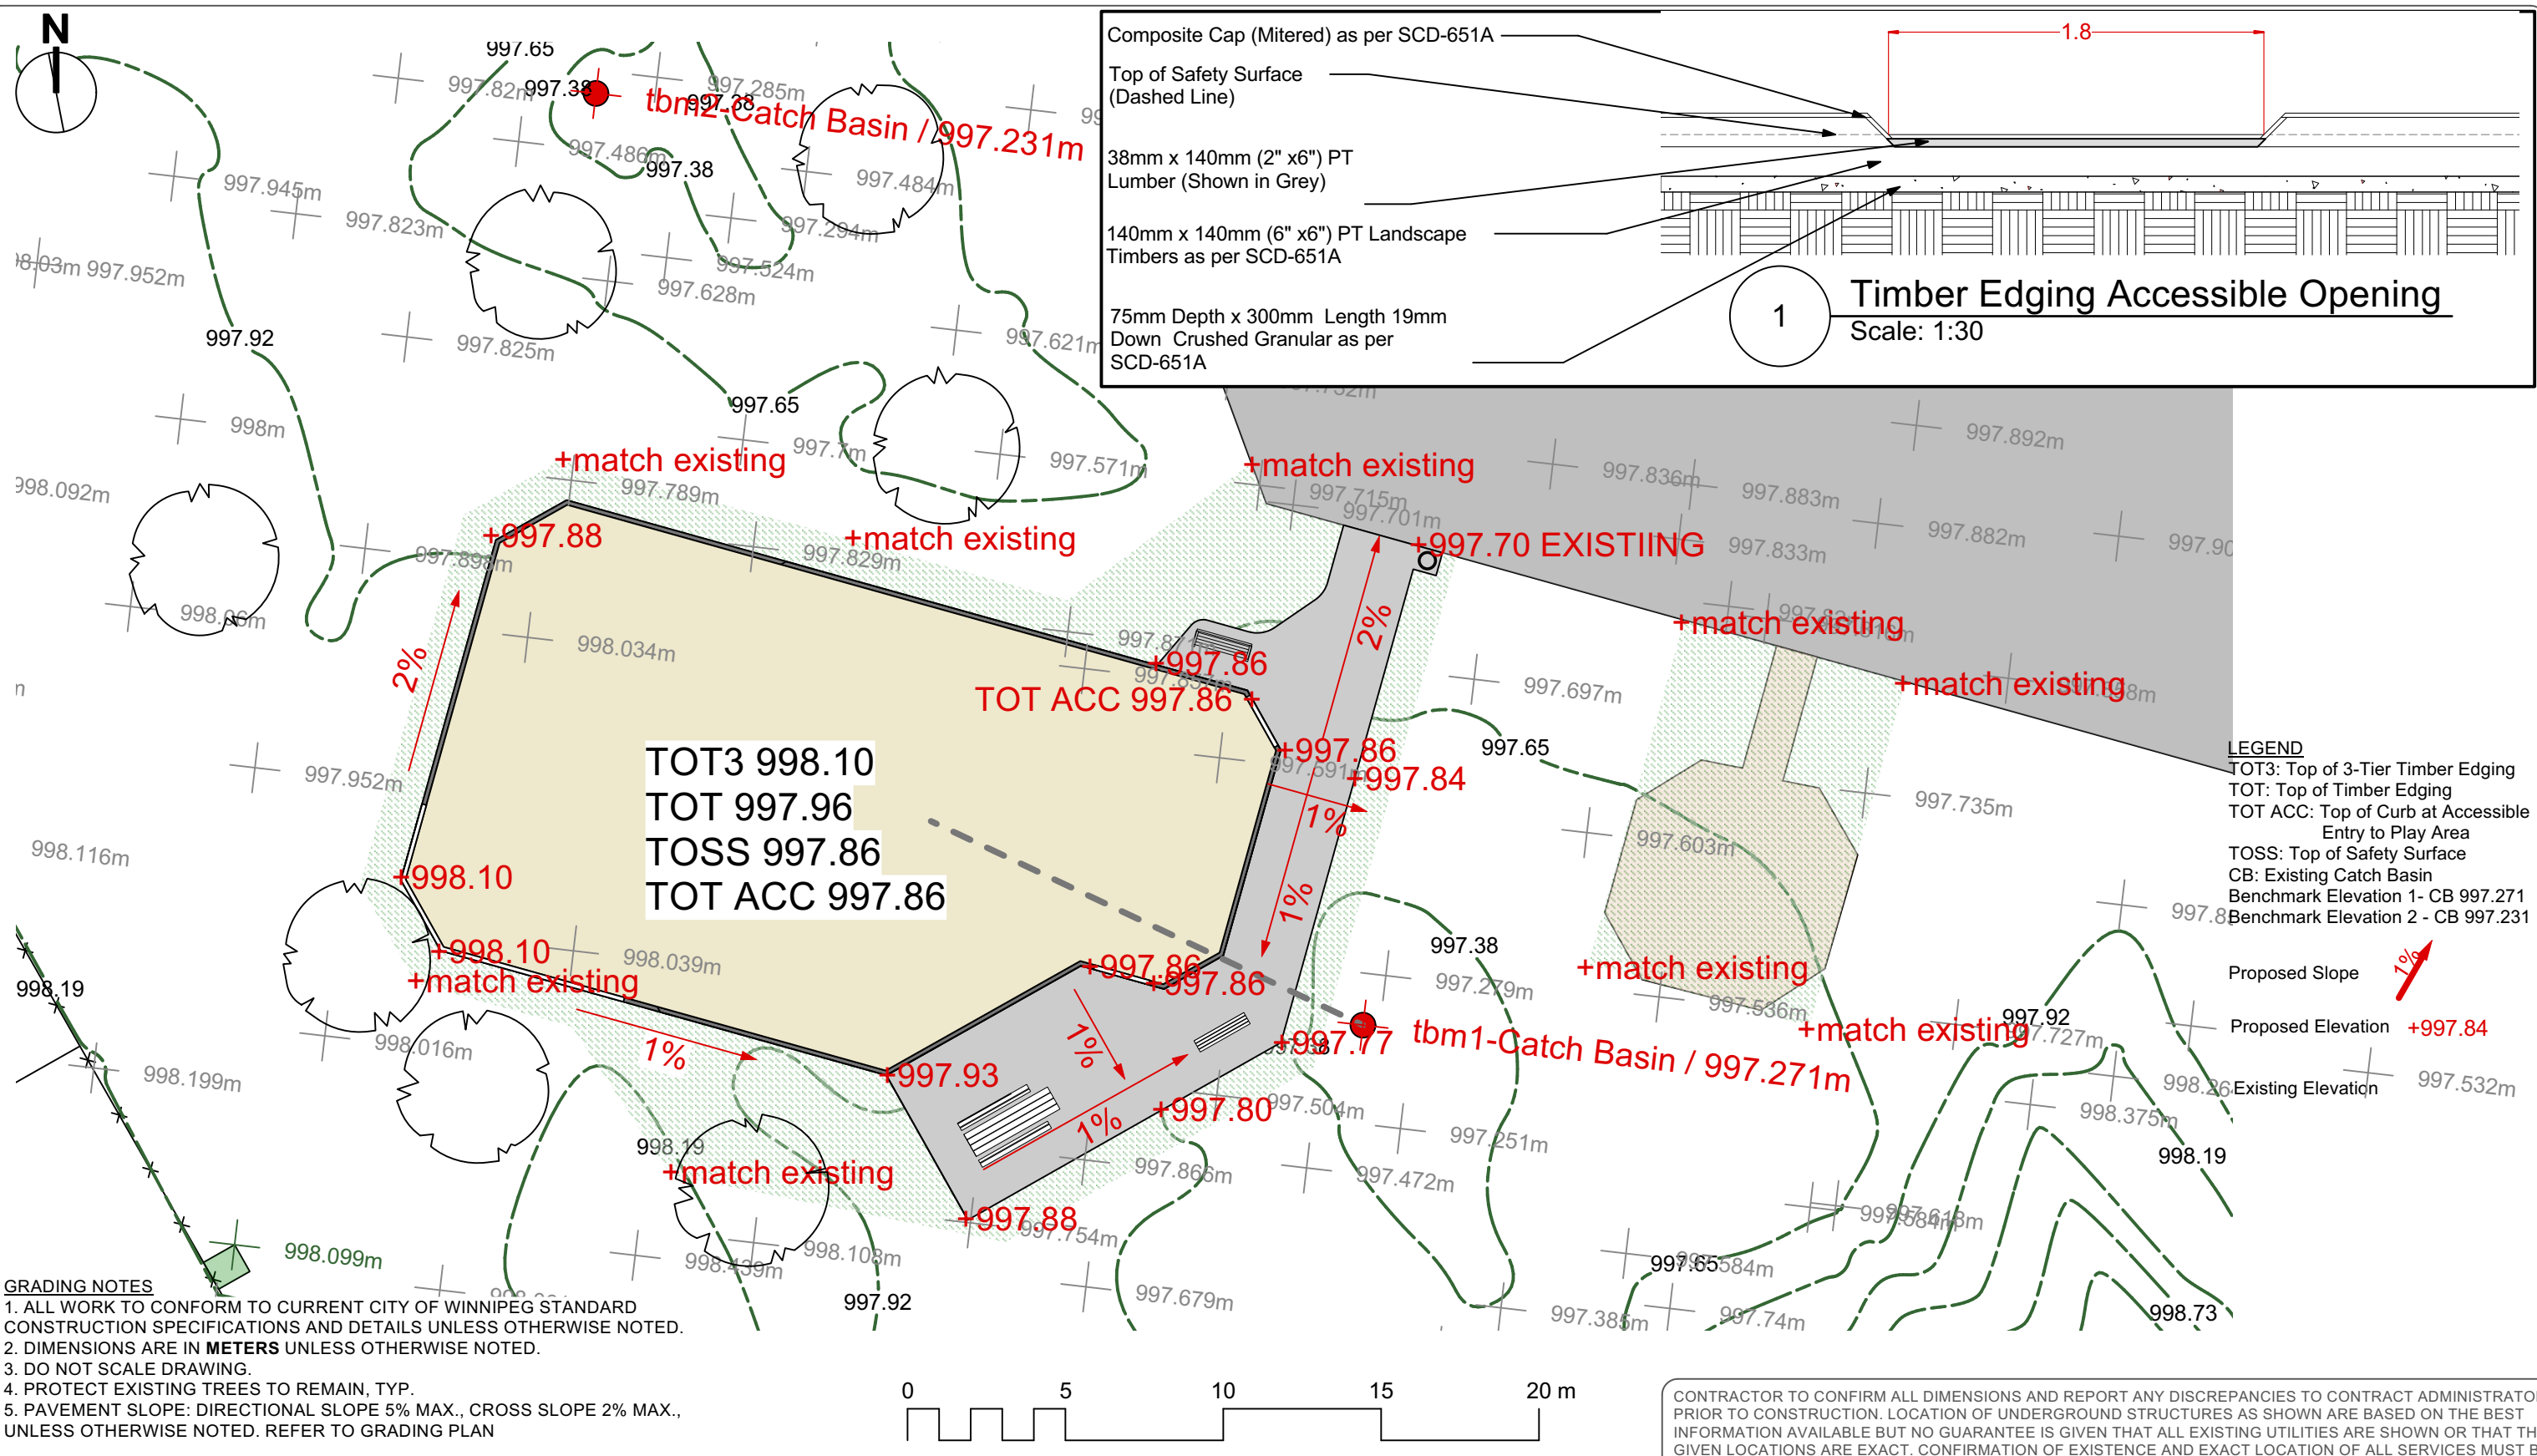 N
Composite Cap (Mitered) as per SCD-651A
Top of Safety Surface
(Dashed Line)
38mm x 140mm (2" x6") PT
Lumber (Shown in Grey)
140mm x 140mm (6" x6") PT Landscape
Timbers as per SCD-651A
75mm Depth x 300mm Length 19mm
Down Crushed Granular as per
SCD-651A
1.8
1
Timber Edging Accessible Opening
Scale: 1:30
997.65
997.82m
997.38
997.285m
997.38
tbm2-Catch Basin / 997.231m
997.486m
997.38
997.484m
997.945m
997.823m
997.294m
997.952m
997.524m
997.628m
997.92
997.825m
997.621m
997.65
998m
997.7m
997.571m
997.892m
+match existing
997.789m
+match existing
997.715m
997.701m
997.836m
997.883m
998.092m
+997.88
997.898m
+match existing
997.829m
+997.70 EXISTIING
997.833m
997.882m
998.06m
998.034m
2%
+match existing
2%
+997.86
TOT ACC 997.86
997.697m
+match existing
997.65
+997.86
+997.84
1%
997.952m
TOT3 998.10
TOT 997.96
TOSS 997.86
TOT ACC 997.86
997.735m
997.603m
998.116m
+998.10
1%
+998.10
998.039m
+match existing
+997.86
+997.86
997.38
997.279m
+match existing
997.536m
+match existing
997.92
997.727m
998.19
998.016m
998.199m
1%
1%
+997.77
tbm1-Catch Basin / 997.271m
+997.93
+997.80
997.504m
1%
997.251m
998.375m
998.19
998.19
+match existing
997.866m
997.472m
+997.88
997.754m
997.618m
997.584m
998.099m
998.439m
998.108m
997.65
997.584m
997.679m
997.92
997.385m
997.74m
998.73
LEGEND
TOT3: Top of 3-Tier Timber Edging
TOT: Top of Timber Edging
TOT ACC: Top of Curb at Accessible
Entry to Play Area
TOSS: Top of Safety Surface
CB: Existing Catch Basin
Benchmark Elevation 1- CB 997.271
Benchmark Elevation 2 - CB 997.231
Proposed Slope 1%
Proposed Elevation +997.84
Existing Elevation 997.532m
GRADING NOTES
1. ALL WORK TO CONFORM TO CURRENT CITY OF WINNIPEG STANDARD
CONSTRUCTION SPECIFICATIONS AND DETAILS UNLESS OTHERWISE NOTED.
2. DIMENSIONS ARE IN METERS UNLESS OTHERWISE NOTED.
3. DO NOT SCALE DRAWING.
4. PROTECT EXISTING TREES TO REMAIN, TYP.
5. PAVEMENT SLOPE: DIRECTIONAL SLOPE 5% MAX., CROSS SLOPE 2% MAX.,
UNLESS OTHERWISE NOTED. REFER TO GRADING PLAN
0 5 10 15 20 m
CONTRACTOR TO CONFIRM ALL DIMENSIONS AND REPORT ANY DISCREPANCIES TO CONTRACT
PRIOR TO CONSTRUCTION. LOCATION OF UNDERGROUND STRUCTURES AS SHOWN ARE BASED ON THE BEST
INFORMATION AVAILABLE BUT NO GUARANTEE IS GIVEN THAT ALL EXISTING UTILITIES ARE SHOWN OR THAT
GIVEN LOCATIONS ARE EXACT. CONFIRMATION OF EXISTENCE AND EXACT LOCATION OF ALL SERVICES MUST